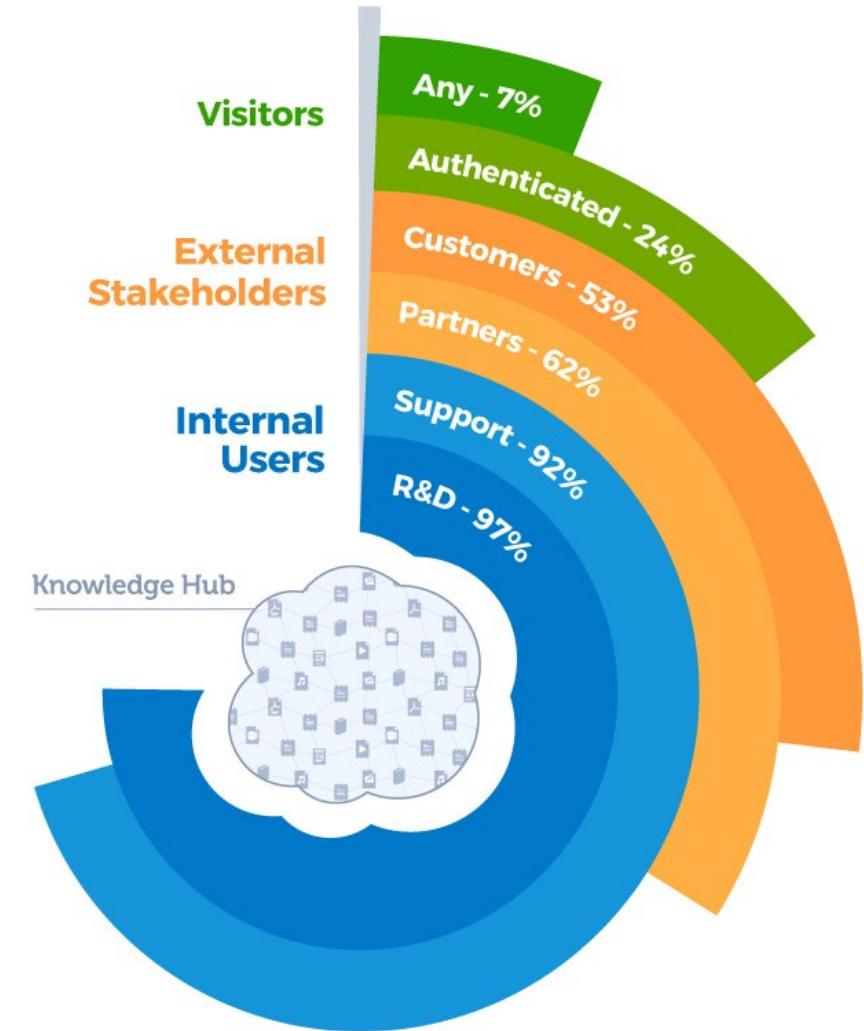 Visitors
Any - 7%
Authenticated - 24%
External
Stakeholders
Customers - 53%
Partners - 62%
Internal
Users
Support - 92%
R&D - 97%
Knowledge Hub